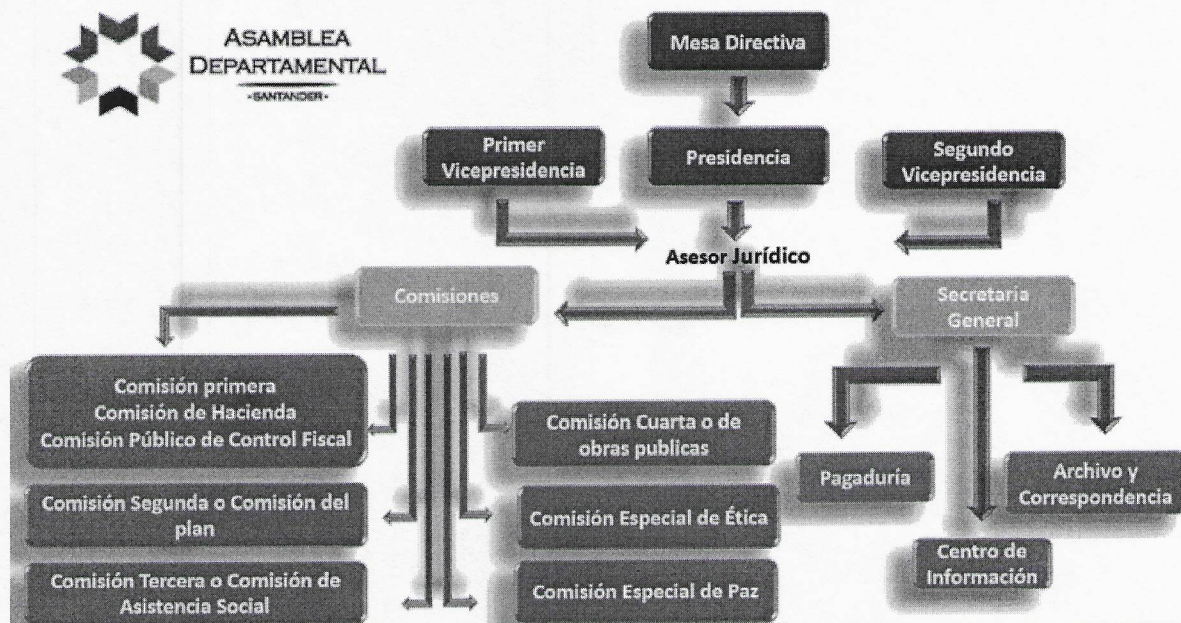 ASAMBLEA
DEPARTAMENTAL
-SANTANDER-
Mesa Directiva
Primer
Vicepresidencia
Presidencia
Segundo
Vicepresidencia
Asesor Jurídico
Comisiones
Secretaria
General
Comisión primera
Comisión de Hacienda
Comisión Público de Control Fiscal
Comisión Segunda o Comisión del
plan
Comisión Tercera o Comisión de
Asistencia Social
Comisión Cuarta o de
obras publicas
Comisión Especial de Ética
Comisión Especial de Paz
Pagaduría
Centro de
Información
Archivo y
Correspondencia